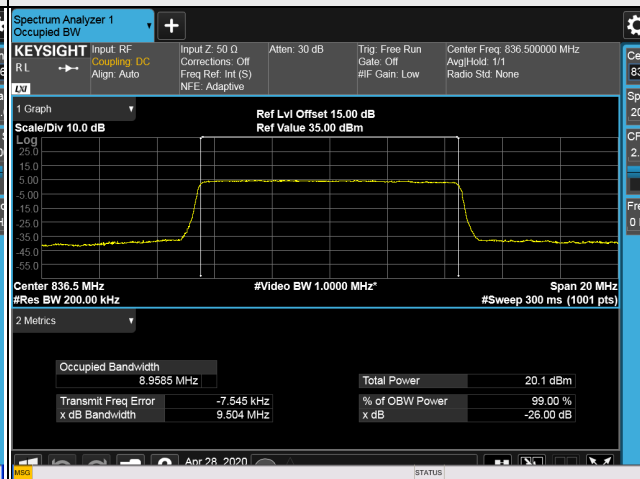 Spectrum Analyzer 1
Occupied BW
KEYSIGHT
R L
LXI
Input: RF
Coupling: DC
Align: Auto
Input Z: 50 Ω
Corrections: Off
Freq Ref: Int (S)
NFE: Adaptive
Atten: 30 dB
Trig: Free Run
Gate: Off
#IF Gain: Low
Center Freq: 836.500000 MHz
Avg|Hold: 1/1
Radio Std: None
1 Graph
Scale/Div 10.0 dB
Ref Lvl Offset 15.00 dB
Ref Value 35.00 dBm
Log
25.0
15.0
5.00
-5.00
-15.0
-25.0
-35.0
-45.0
-55.0
Center 836.5 MHz
#Res BW 200.00 kHz
#Video BW 1.0000 MHz*
Span 20 MHz
#Sweep 300 ms (1001 pts)
2 Metrics
Occupied Bandwidth
8.9585 MHz
Transmit Freq Error -7.545 kHz
x dB Bandwidth 9.504 MHz
Total Power 20.1 dBm
% of OBW Power 99.00 %
x dB -26.00 dB
Apr 28, 2020
MSG
STATUS